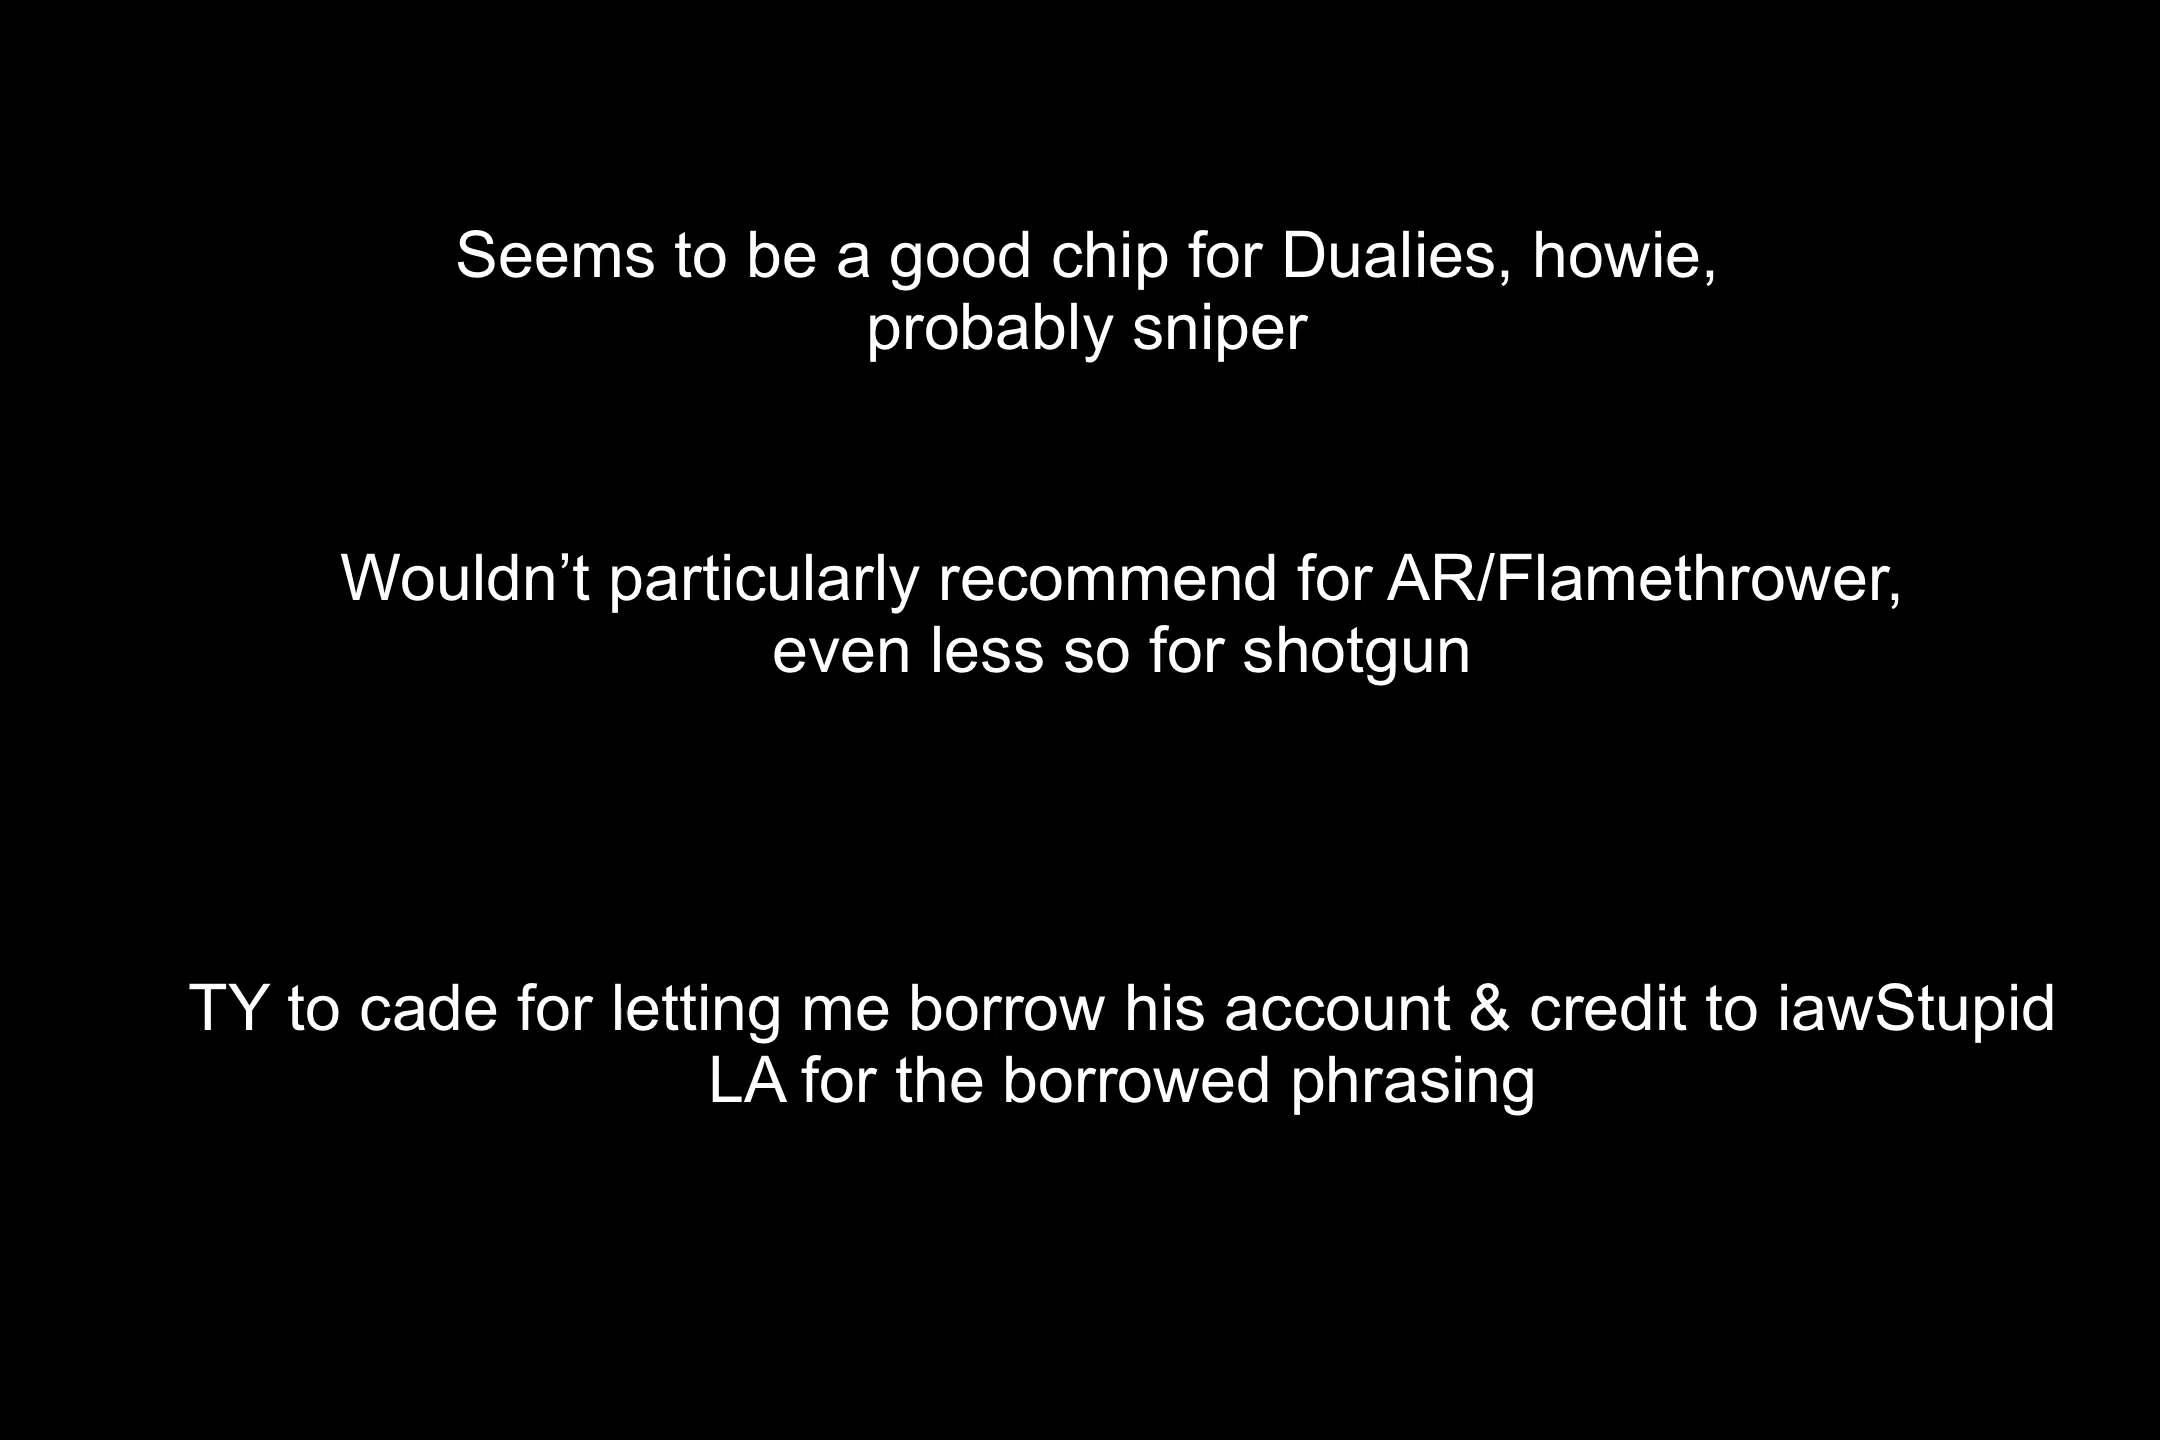 Seems to be a good chip for Dualies, howie,
probably sniper
Wouldn’t particularly recommend for AR/Flamethrower,
even less so for shotgun
TY to cade for letting me borrow his account & credit to iawStupid
LA for the borrowed phrasing